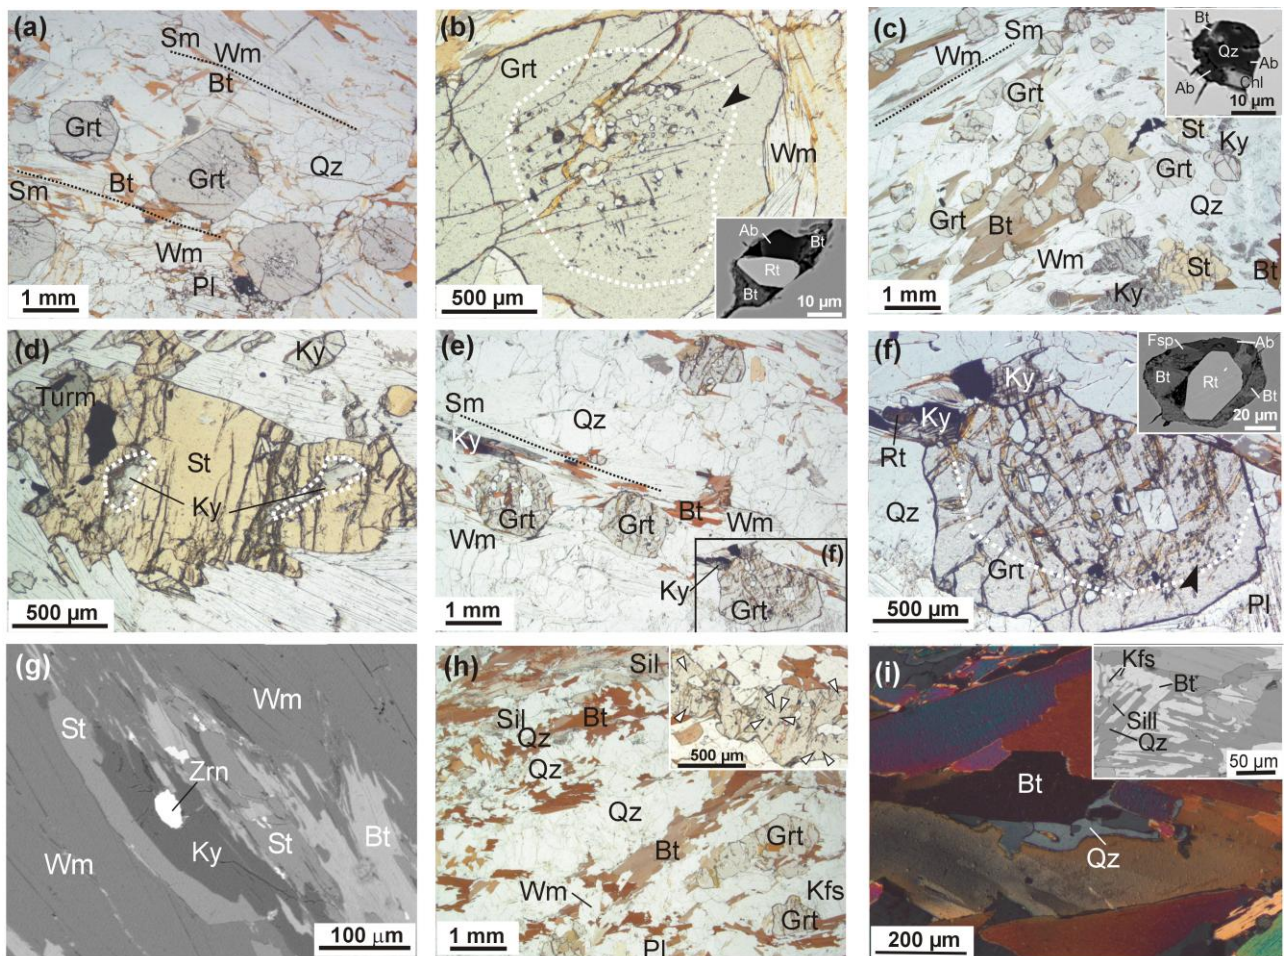 (a)
Sm
Wm
Bt
Grt
Grt
Qz
Sm
Bt
Wm
Pl
1 mm
(b)
Grt
Wm
500 µm
Ab
Bt
Rt
Bt
10 µm
(c)
Sm
Wm
Grt
St
Ky
Grt
Qz
Grt
Bt
Wm
St
Ky
Bt
1 mm
Bt
Qz
Ab
Ab
Chl
10 µm
(d)
Ky
Turm
St
Ky
500 µm
(e)
Sm
Qz
Ky
Grt
Grt
Bt
Wm
Wm
(f)
Ky
Grt
1 mm
(f)
Ky
Ky
Rt
Qz
Grt
Pl
500 µm
Fsp
Ab
Bt
Rt
Bt
20 µm
(g)
Wm
St
Zrn
St
Bt
Ky
Wm
100 µm
(h)
Sil
Bt
Sil
Qz
Qz
Qz
Grt
Bt
Wm
Kfs
Grt
Pl
1 mm
500 µm
(i)
Bt
Qz
200 µm
Kfs
Bt
Sill
Qz
50 µm